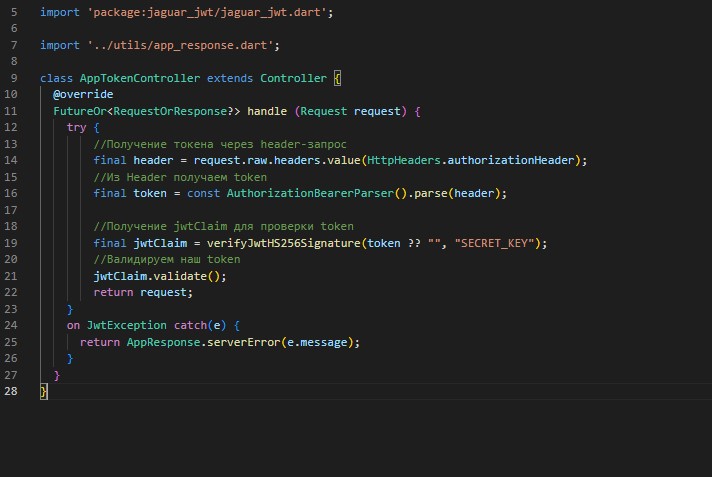 5 import 'package:jaguar_jwt/jaguar_jwt.dart';
6
7 import '../utils/app_response.dart';
8
9 class AppTokenController extends Controller {
10 @override
11 FutureOr<RequestOrResponse?> handle (Request request) {
12 try {
13 //Получение токена через header-запрос
14 final header = request.raw.headers.value(HttpHeaders.authorizationHeader);
15 //Из Header получаем token
16 final token = const AuthorizationBearerParser().parse(header);
17
18 //Получение jwtClaim для проверки token
19 final jwtClaim = verifyJwtHS256Signature(token ?? "", "SECRET_KEY");
20 //Валидируем наш token
21 jwtClaim.validate();
22 return request;
23 }
24 on JwtException catch(e) {
25 return AppResponse.serverError(e.message);
26 }
27 }
28 }